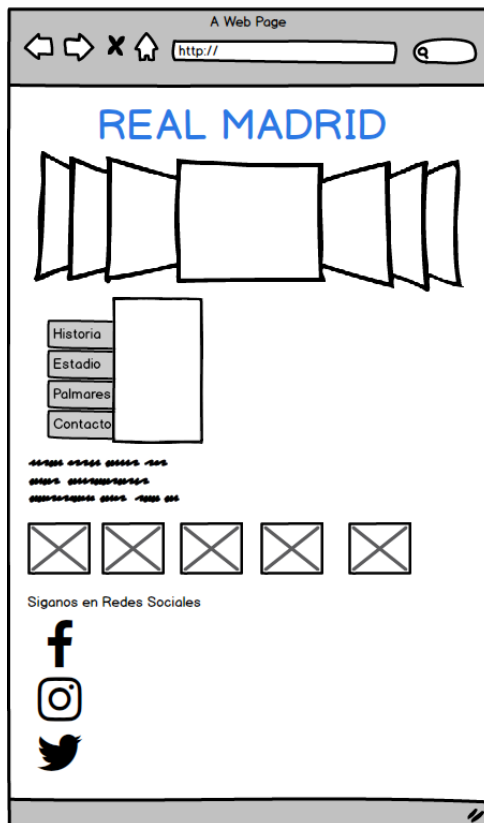 A Web Page
http://
REAL MADRID
Historia
Estadio
Palmares
Contacto
Siganos en Redes Sociales